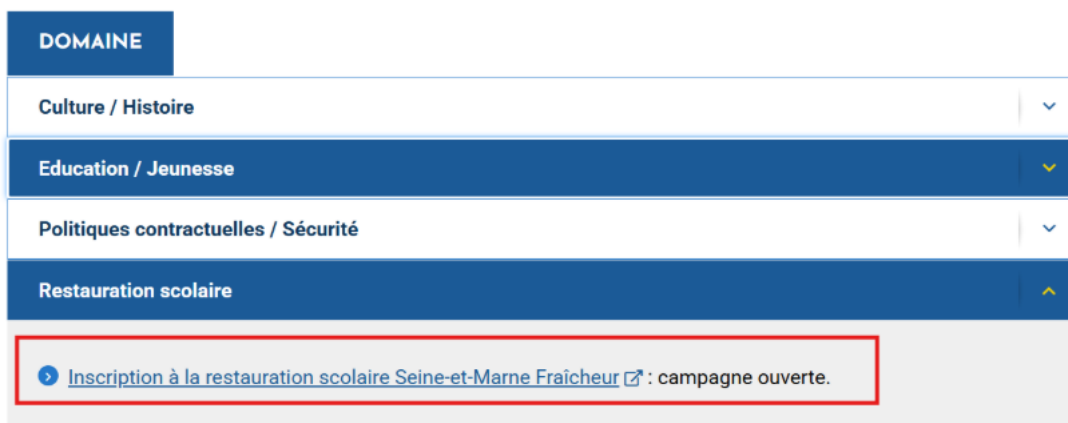 DOMAINE
Culture / Histoire
Education / Jeunesse
Politiques contractuelles / Sécurité
Restauration scolaire
Inscription à la restauration scolaire Seine-et-Marne Fraîcheur : campagne ouverte.